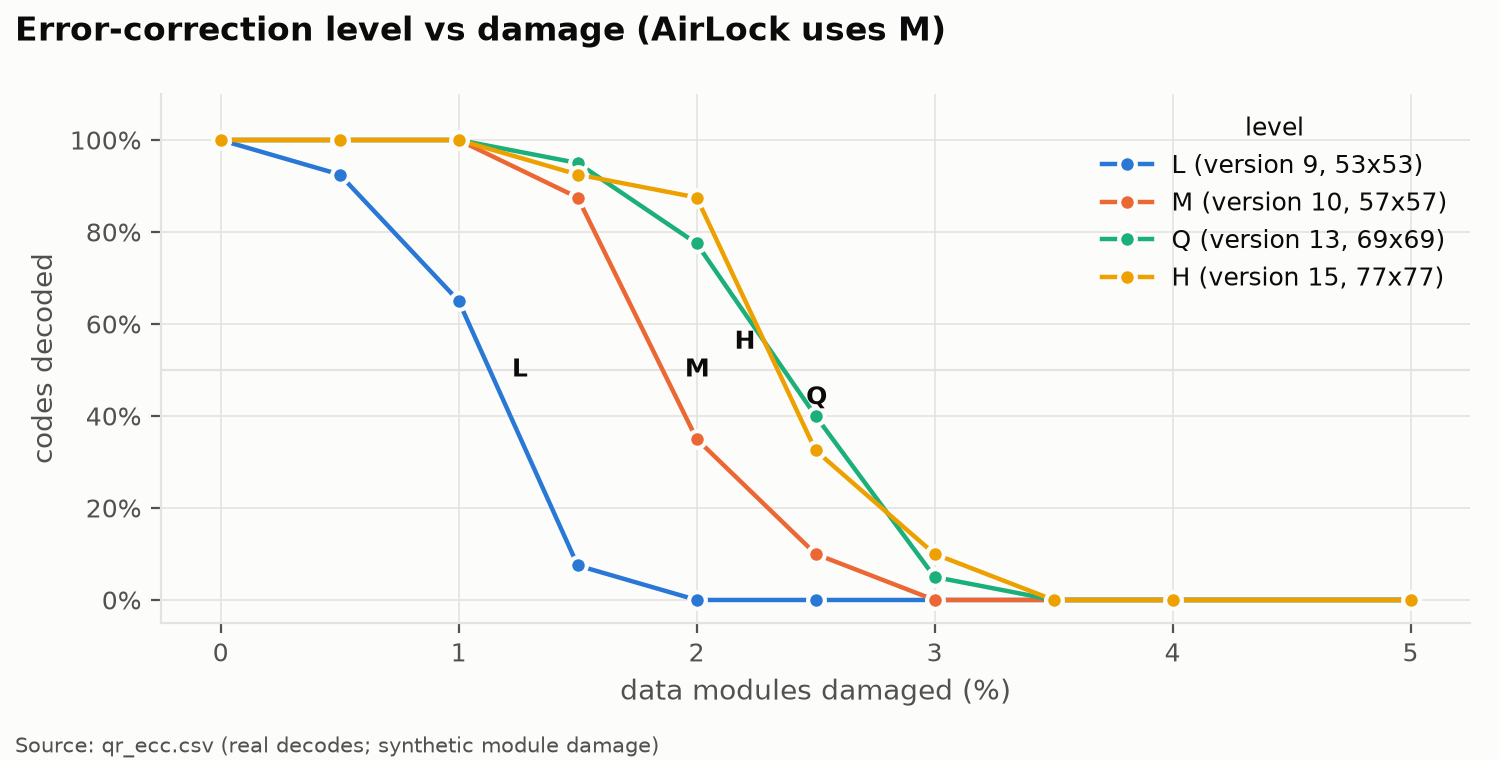 Error-correction level vs damage (AirLock uses M)
level
L (version 9, 53x53)
M (version 10, 57x57)
Q (version 13, 69x69)
H (version 15, 77x77)
codes decoded
100%
80%
60%
40%
20%
0%
L
M
H
Q
0 1 2 3 4 5
data modules damaged (%)
Source: qr_ecc.csv (real decodes; synthetic module damage)